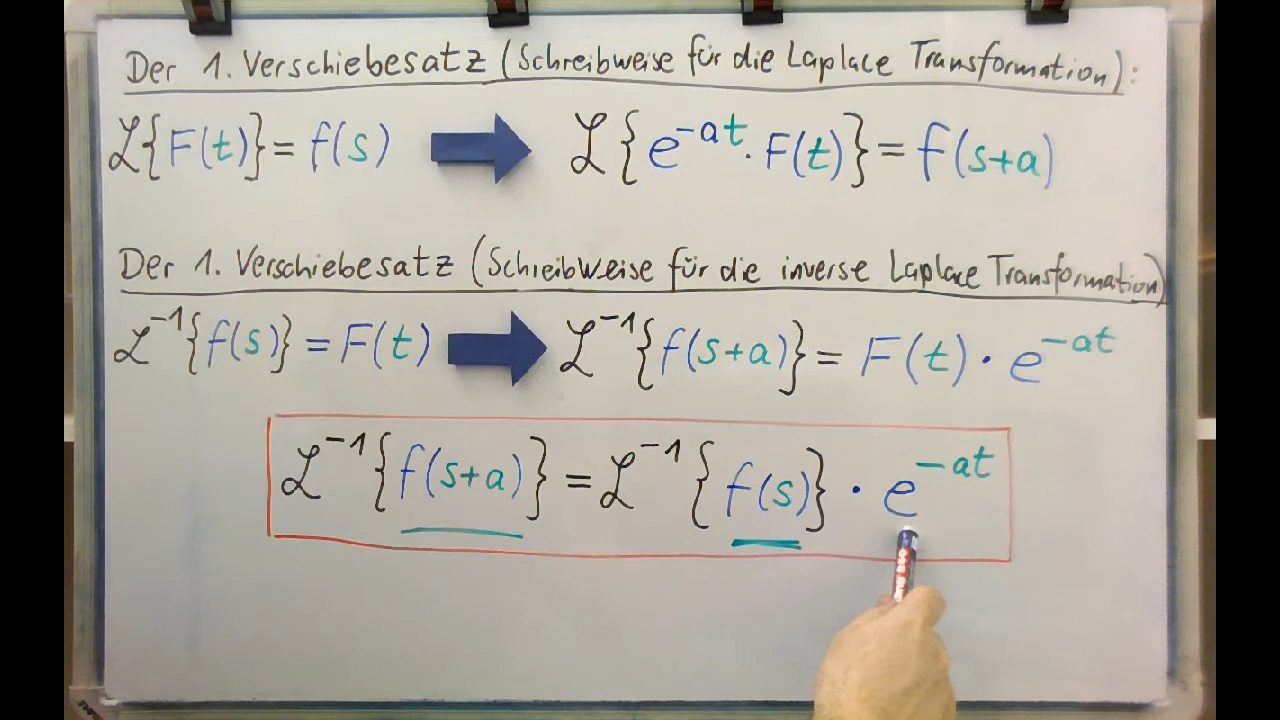 Der 1. Verschiebesatz (Schreibweise für die Laplace Transformation):
ℒ{F(t)} = f(s) ➡ ℒ{e^{-at} · F(t)} = f(s+a)
Der 1. Verschiebesatz (Schreibweise für die inverse Laplace Transformation)
ℒ^{-1}{f(s)} = F(t) ➡ ℒ^{-1}{f(s+a)} = F(t) · e^{-at}
ℒ^{-1}{f(s+a)} = ℒ^{-1}{f(s)} · e^{-at}